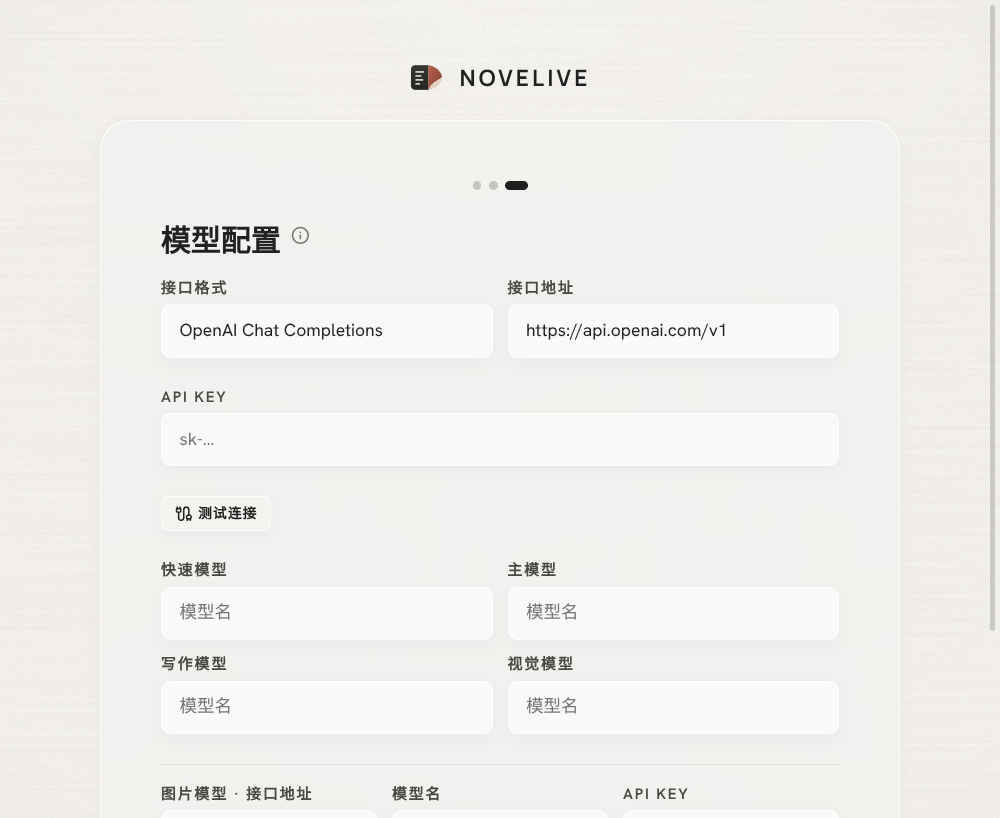 NOVELIVE
模型配置
接口格式
接口地址
OpenAI Chat Completions
https://api.openai.com/v1
API KEY
sk-...
测试连接
快速模型
主模型
模型名
模型名
写作模型
视觉模型
模型名
模型名
图片模型 · 接口地址
模型名
API KEY